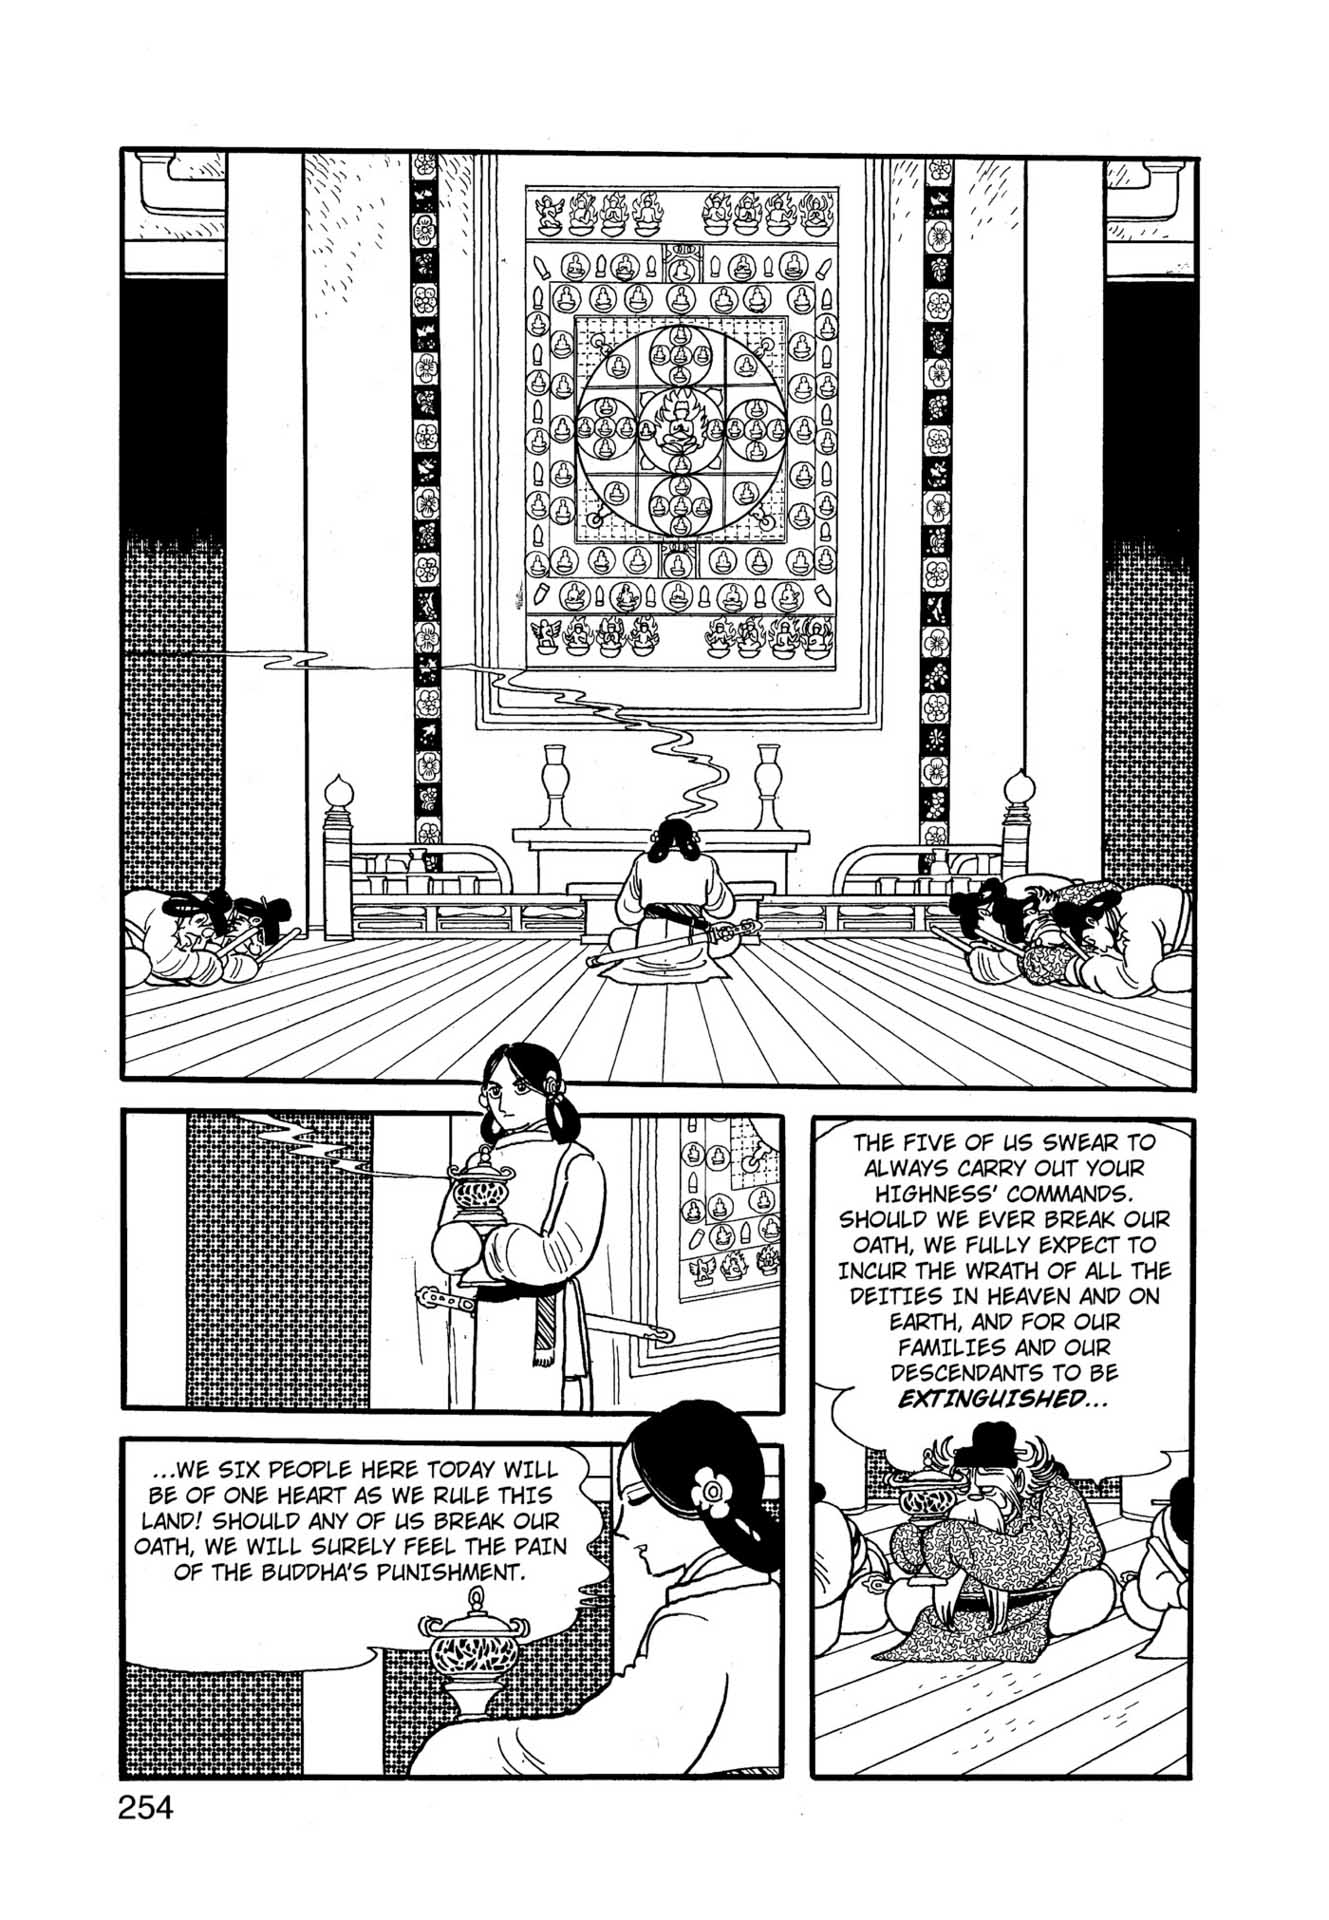 ...WE SIX PEOPLE HERE TODAY WILL
BE OF ONE HEART AS WE RULE THIS
LAND! SHOULD ANY OF US BREAK OUR
OATH, WE WILL SURELY FEEL THE PAIN
OF THE BUDDHA'S PUNISHMENT.
THE FIVE OF US SWEAR TO
ALWAYS CARRY OUT YOUR
HIGHNESS' COMMANDS.
SHOULD WE EVER BREAK OUR
OATH, WE FULLY EXPECT TO
INCUR THE WRATH OF ALL THE
DEITIES IN HEAVEN AND ON
EARTH, AND FOR OUR
FAMILIES AND OUR
DESCENDANTS TO BE
EXTINGUISHED...
254